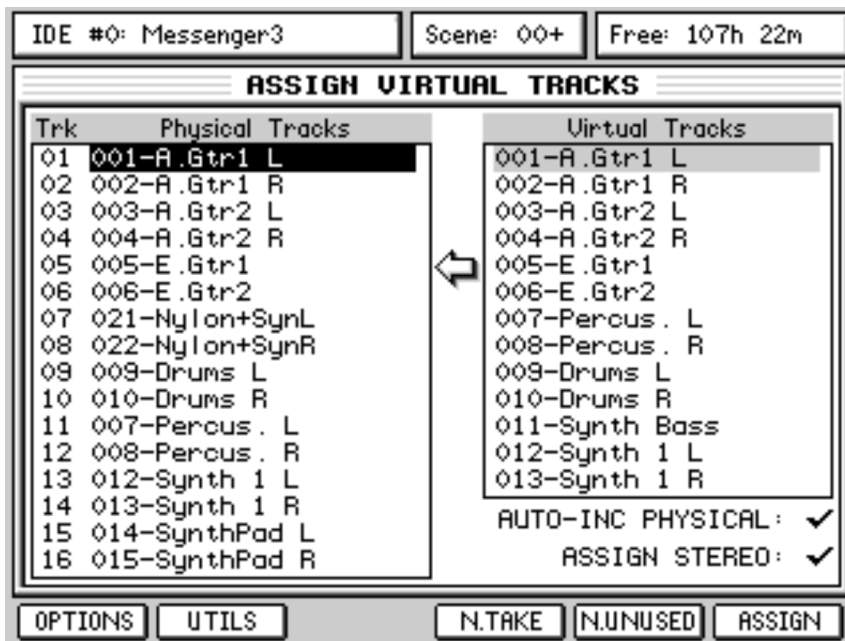 IDE #0: Messenger3
Scene: 00+
Free: 107h 22m
ASSIGN VIRTUAL TRACKS
Trk Physical Tracks
01 001-A.Gtr1 L
02 002-A.Gtr1 R
03 003-A.Gtr2 L
04 004-A.Gtr2 R
05 005-E.Gtr1
06 006-E.Gtr2
07 021-Nylon+SynL
08 022-Nylon+SynR
09 009-Drums L
10 010-Drums R
11 007-Percus. L
12 008-Percus. R
13 012-Synth 1 L
14 013-Synth 1 R
15 014-SynthPad L
16 015-SynthPad R
Virtual Tracks
001-A.Gtr1 L
002-A.Gtr1 R
003-A.Gtr2 L
004-A.Gtr2 R
005-E.Gtr1
006-E.Gtr2
007-Percus. L
008-Percus. R
009-Drums L
010-Drums R
011-Synth Bass
012-Synth 1 L
013-Synth 1 R
AUTO-INC PHYSICAL: ✓
ASSIGN STEREO: ✓
OPTIONS
UTILS
N.TAKE
N.UNUSED
ASSIGN